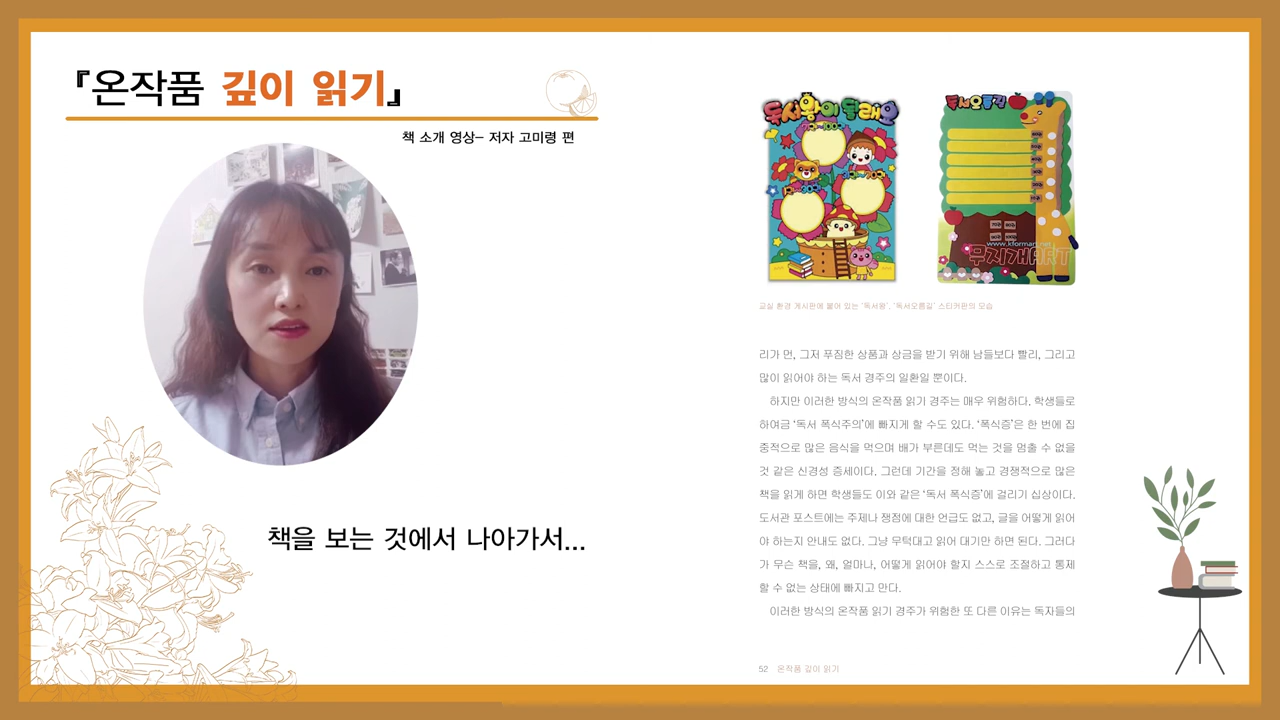 『온작품 깊이 읽기』
책 소개 영상- 저자 고미령 편
책을 보는 것에서 나아가서...
독서왕이 될래요
독서오름길
www.kformart.net
무지개ART
교실 환경 게시판에 붙어 있는 '독서왕', '독서오름길' 스티커판의 모습
리가 먼, 그저 푸짐한 상품과 상금을 받기 위해 남들보다 빨리, 그리고
많이 읽어야 하는 독서 경주의 일환일 뿐이다.
하지만 이러한 방식의 온작품 읽기 경주는 매우 위험하다. 학생들로
하여금 '독서 폭식주의'에 빠지게 할 수도 있다. '폭식증'은 한 번에 집
중적으로 많은 음식을 먹으며 배가 부른데도 먹는 것을 멈출 수 없을
것 같은 신경성 증세이다. 그런데 기간을 정해 놓고 경쟁적으로 많은
책을 읽게 하면 학생들도 이와 같은 '독서 폭식증'에 걸리기 십상이다.
도서관 포스트에는 주제나 쟁점에 대한 언급도 없고, 글을 어떻게 읽어
야 하는지 안내도 없다. 그냥 무턱대고 읽어 대기만 하면 된다. 그러다
가 무슨 책을, 왜, 얼마나, 어떻게 읽어야 할지 스스로 조절하고 통제
할 수 없는 상태에 빠지고 만다.
이러한 방식의 온작품 읽기 경주가 위험한 또 다른 이유는 독자들의
52 온작품 깊이 읽기